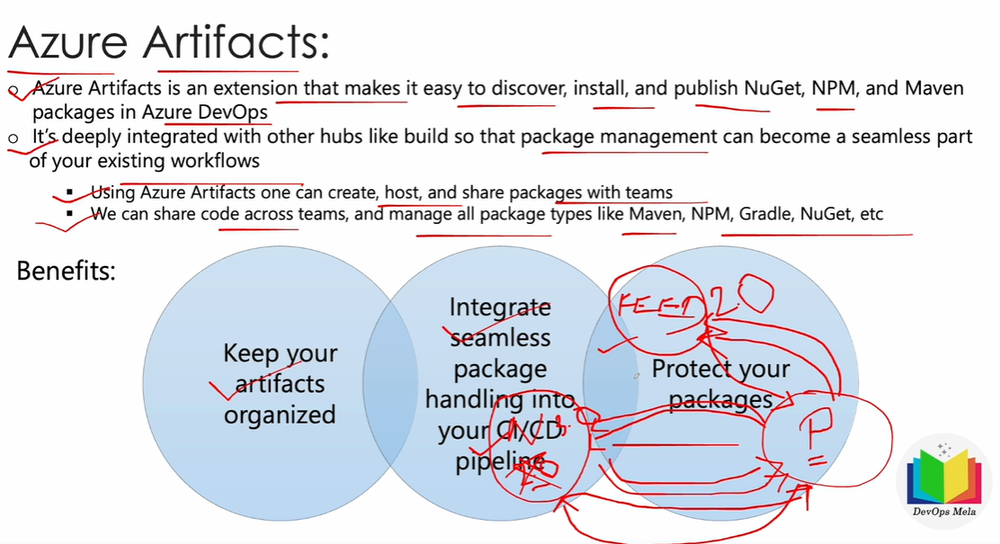 Azure Artifacts:
Azure Artifacts is an extension that makes it easy to discover, install, and publish NuGet, NPM, and Maven
packages in Azure DevOps
It's deeply integrated with other hubs like build so that package management can become a seamless part
of your existing workflows
Using Azure Artifacts one can create, host, and share packages with teams
We can share code across teams, and manage all package types like Maven, NPM, Gradle, NuGet, etc
Benefits:
Keep your
artifacts
organized
Integrate
seamless
package
handling into
your CI/CD
pipeline
FEED 2.0
Protect your
packages
P
DevOps Mela